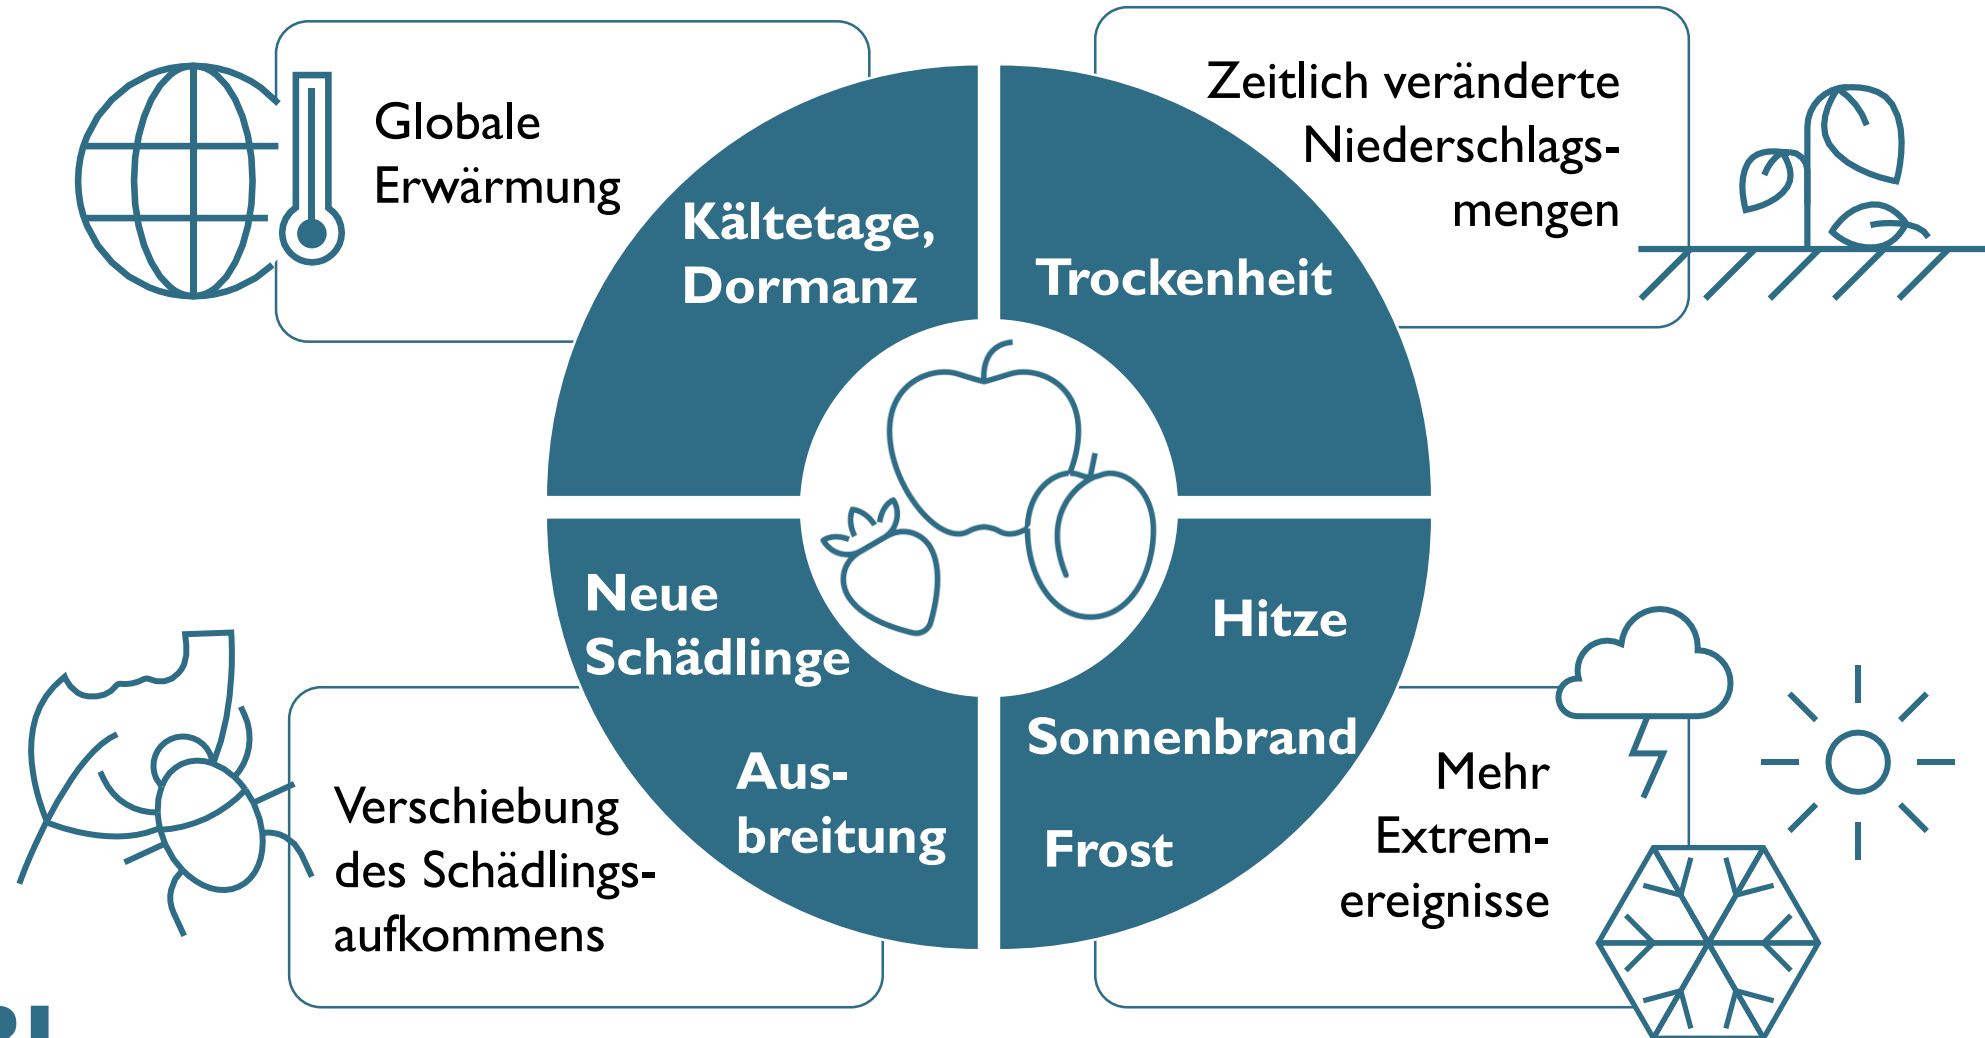 Globale
Erwärmung
Kältetage,
Dormanz
Zeitlich veränderte
Niederschlags-
mengen
Trockenheit
Neue
Schädlinge
Aus-
breitung
Verschiebung
des Schädlings-
aufkommens
Hitze
Sonnenbrand
Frost
Mehr
Extrem-
ereignisse